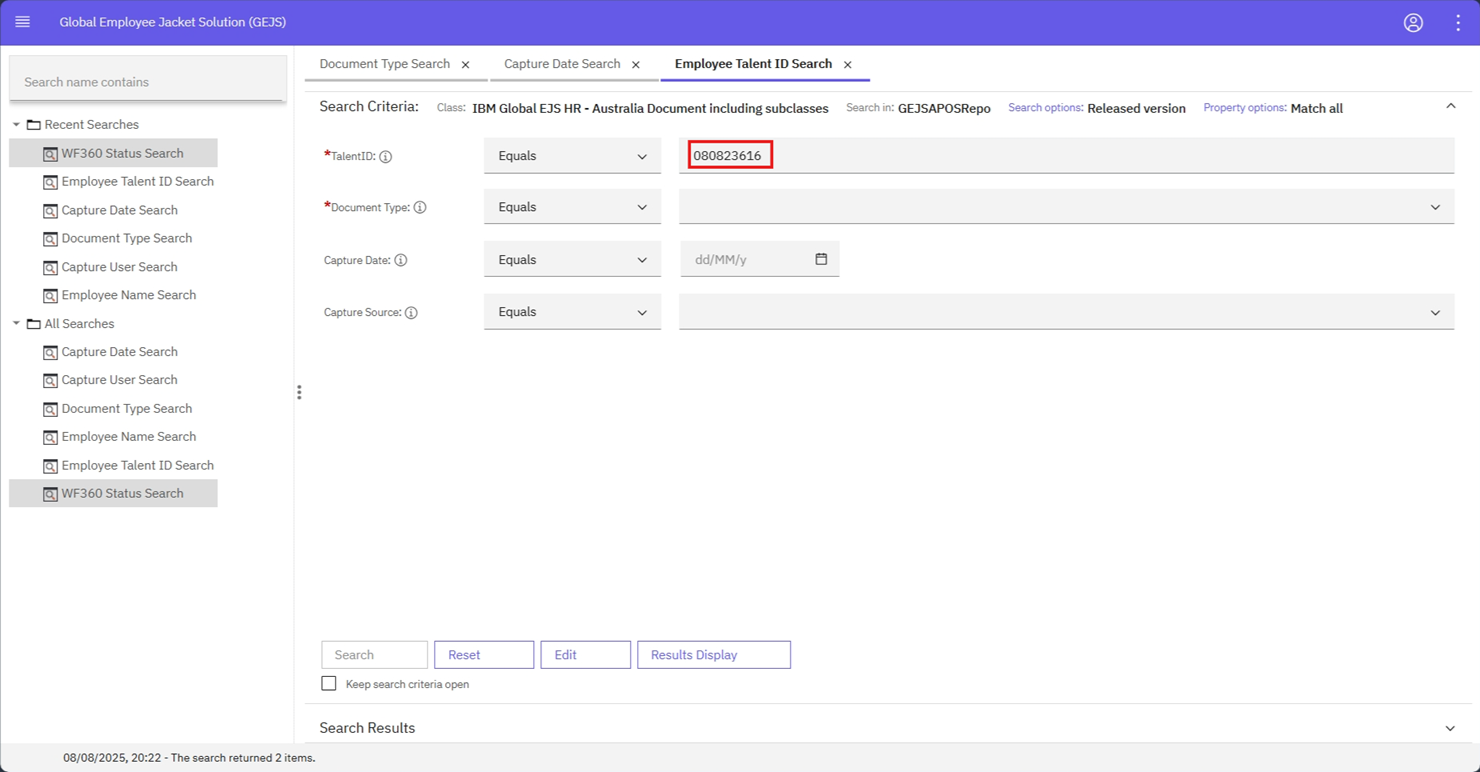 Global Employee Jacket Solution (GEJS)
Search name contains
Recent Searches
WF360 Status Search
Employee Talent ID Search
Capture Date Search
Document Type Search
Capture User Search
Employee Name Search
All Searches
Capture Date Search
Capture User Search
Document Type Search
Employee Name Search
Employee Talent ID Search
WF360 Status Search
Document Type Search Capture Date Search Employee Talent ID Search
Search Criteria: Class: IBM Global EJS HR - Australia Document including subclasses Search in: GEJSAPOSRepo Search options: Released version Property options: Match all
*TalentID: Equals 080823616
*Document Type: Equals
Capture Date: Equals dd/MM/y
Capture Source: Equals
Search Reset Edit Results Display
Keep search criteria open
Search Results
08/08/2025, 20:22 - The search returned 2 items.